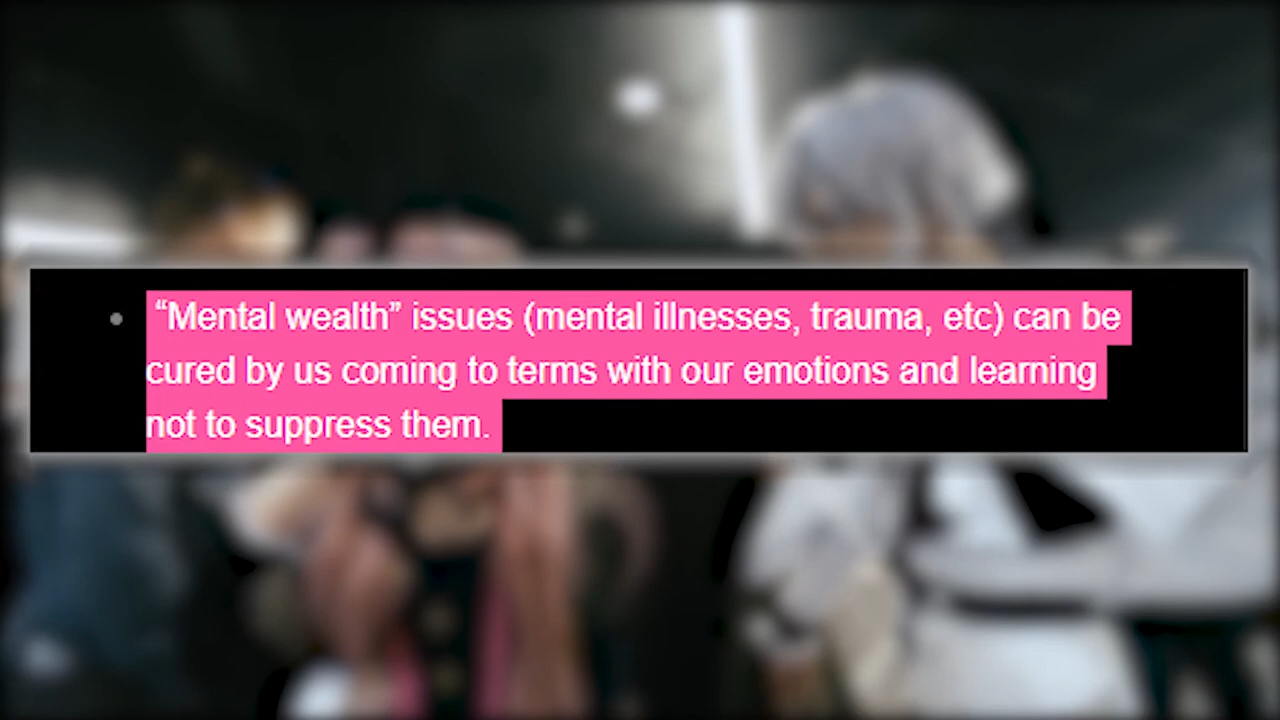 “Mental wealth” issues (mental illnesses, trauma, etc) can be
cured by us coming to terms with our emotions and learning
not to suppress them.